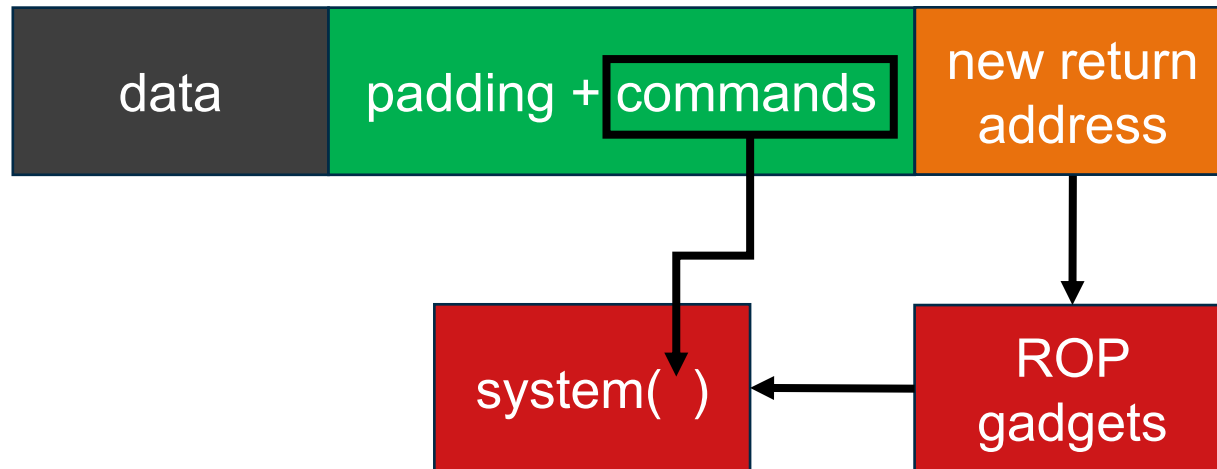 data
padding + commands
new return
address
system( )
ROP
gadgets